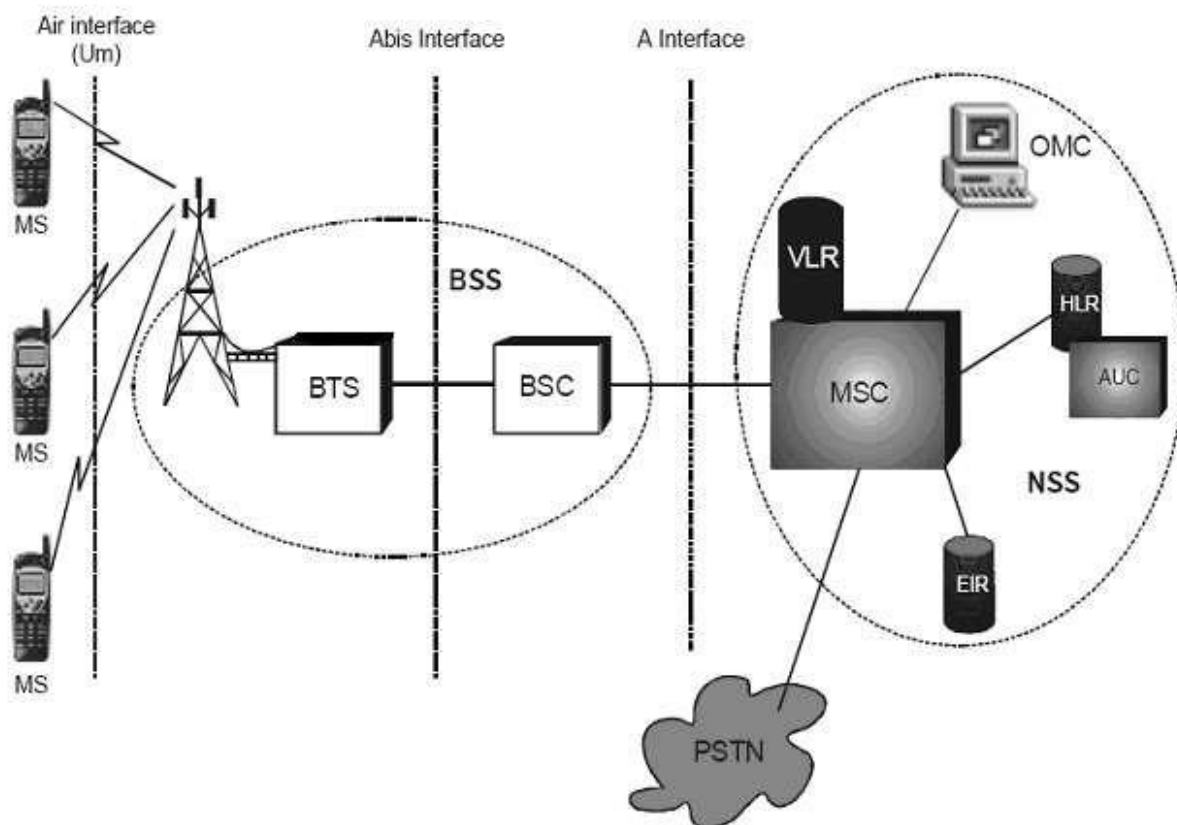 Air interface
(Um)
Abis Interface
A Interface
MS
MS
MS
BSS
BTS
BSC
VLR
MSC
OMC
HLR
AUC
NSS
EIR
PSTN